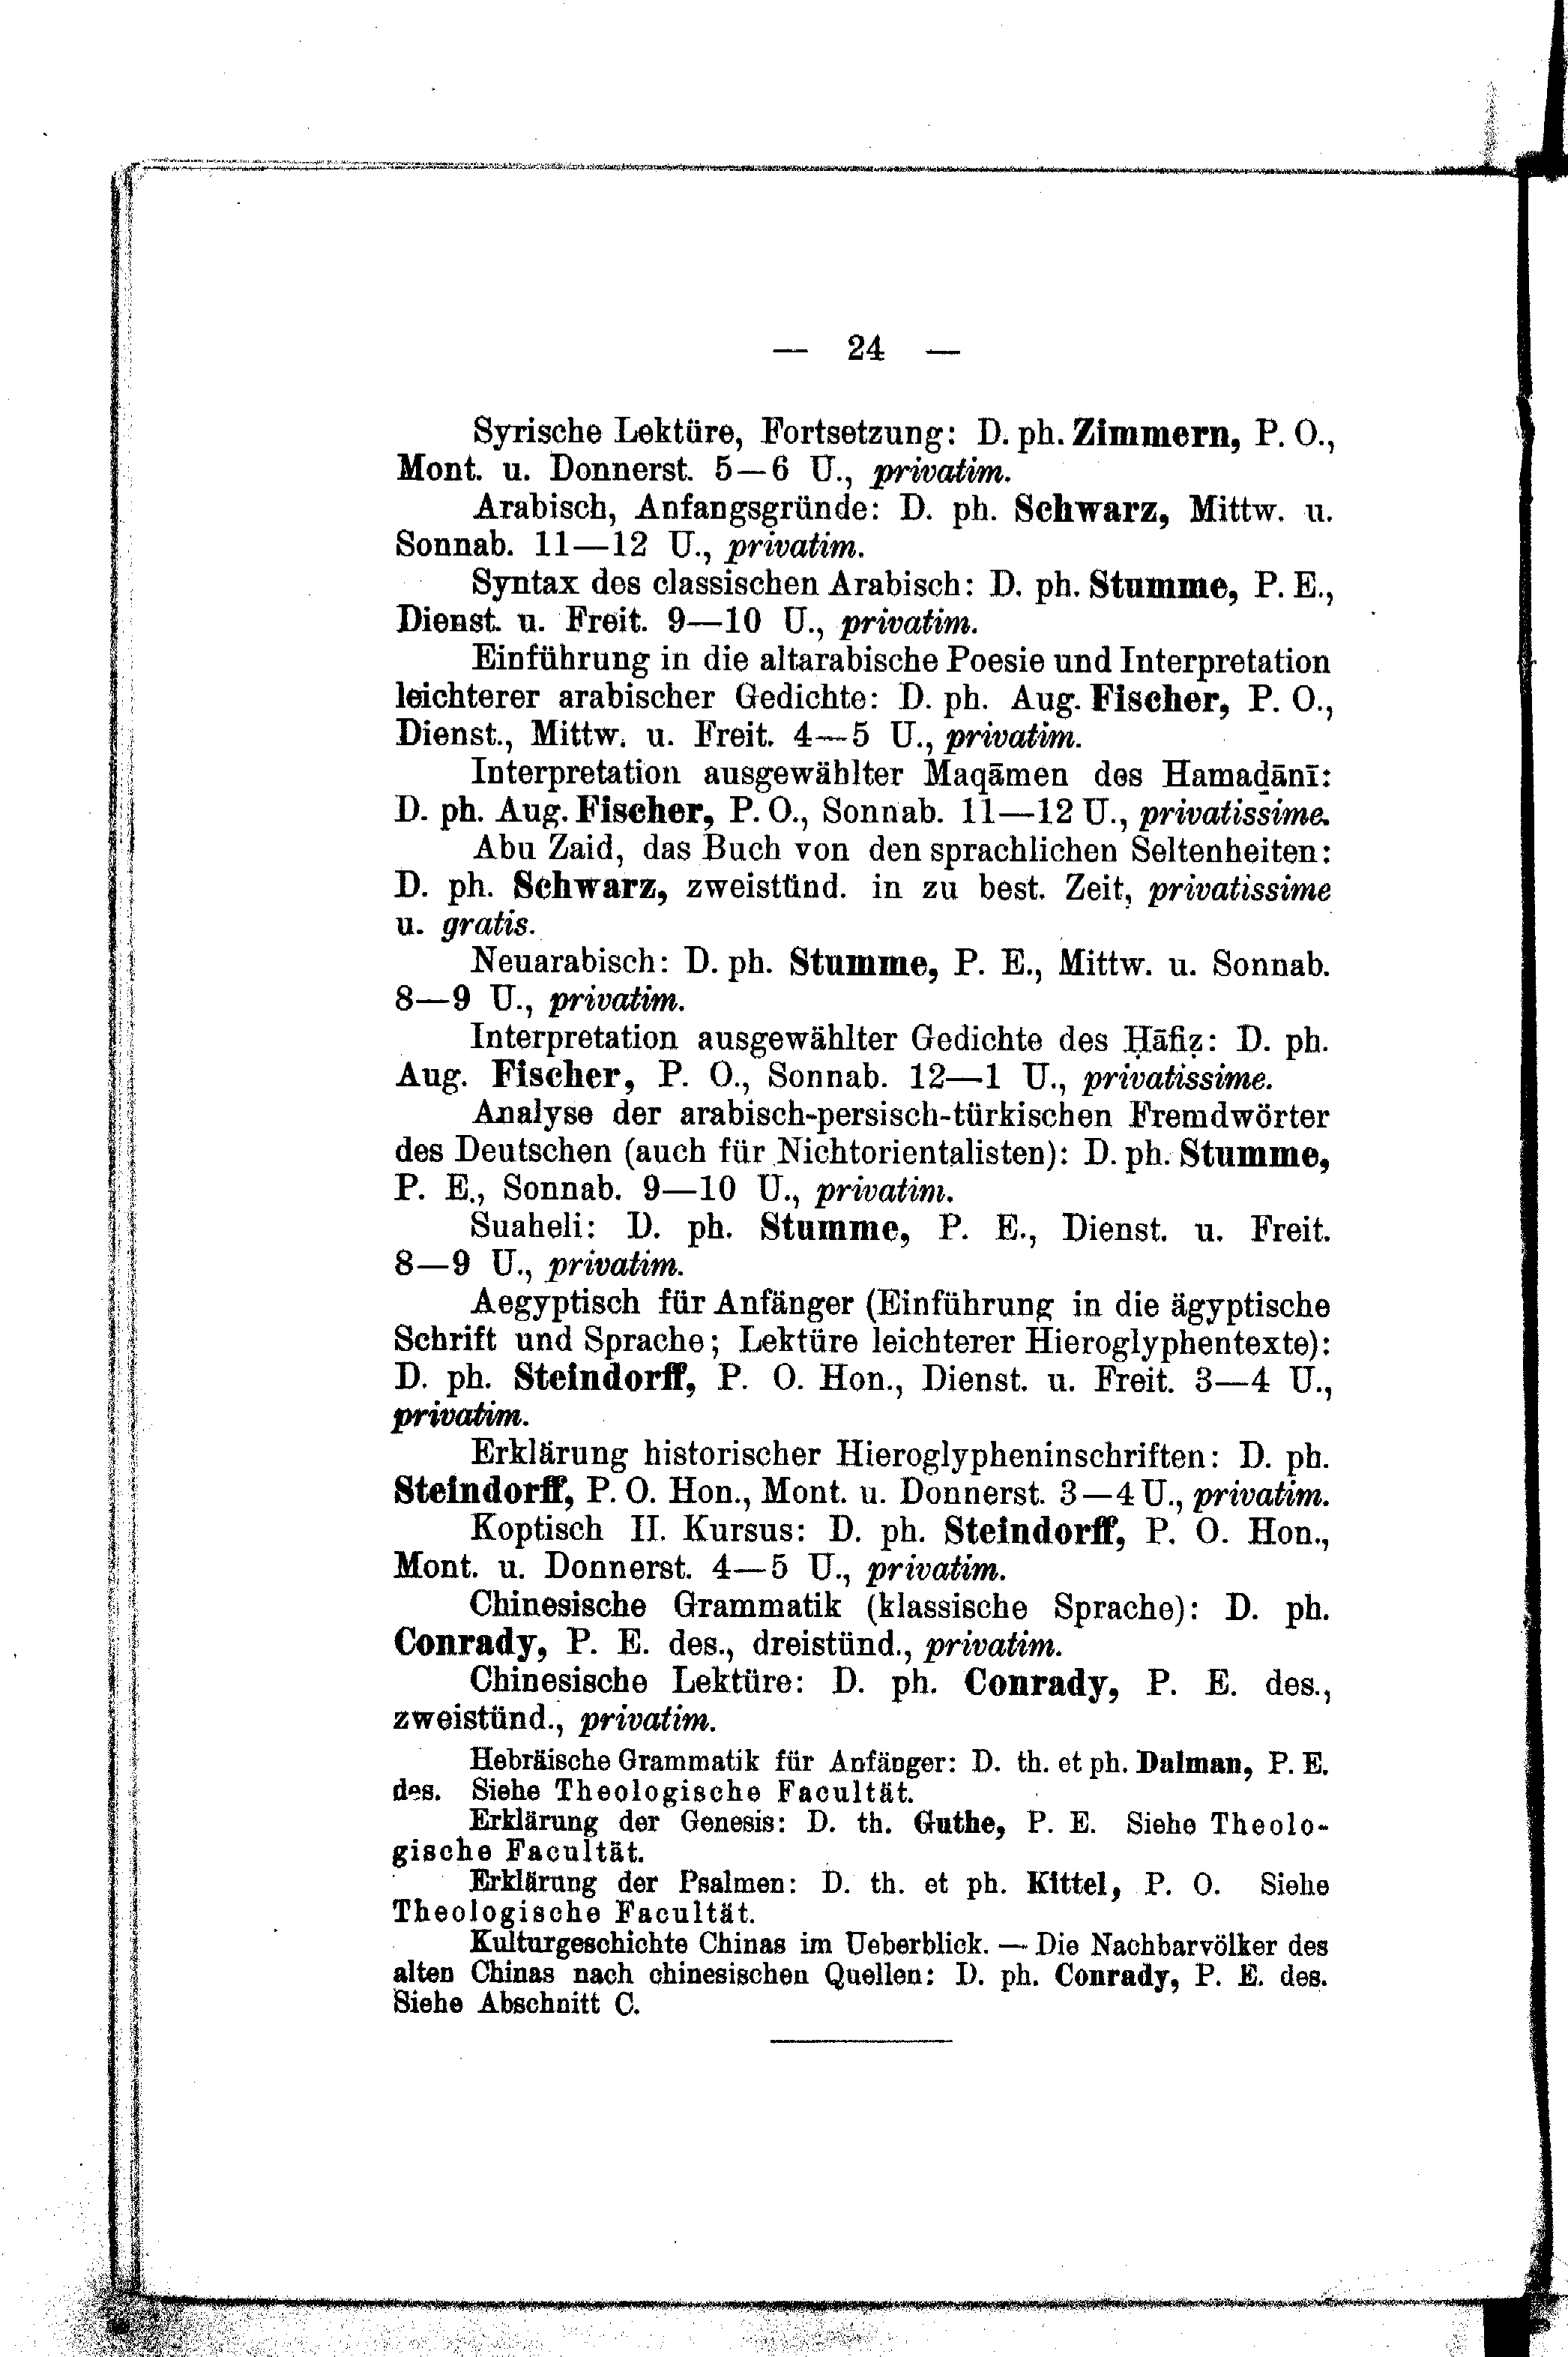 — 24 —
Syrische Lektüre, Fortsetzung: D. ph. Zimmern, P. O.,
Mont. u. Donnerst. 5—6 U., privatim.
Arabisch, Anfangsgründe: D. ph. Schwarz, Mittw. u.
Sonnab. 11—12 U., privatim.
Syntax des classischen Arabisch: D. ph. Stumme, P. E.,
Dienst. u. Freit. 9—10 U., privatim.
Einführung in die altarabische Poesie und Interpretation
leichterer arabischer Gedichte: D. ph. Aug. Fischer, P. O.,
Dienst., Mittw. u. Freit. 4—5 U., privatim.
Interpretation ausgewählter Maqāmen des Hamaḏānī:
D. ph. Aug. Fischer, P. O., Sonnab. 11—12 U., privatissime.
Abu Zaid, das Buch von den sprachlichen Seltenheiten:
D. ph. Schwarz, zweistünd. in zu best. Zeit, privatissime
u. gratis.
Neuarabisch: D. ph. Stumme, P. E., Mittw. u. Sonnab.
8—9 U., privatim.
Interpretation ausgewählter Gedichte des Ḥāfiẓ: D. ph.
Aug. Fischer, P. O., Sonnab. 12—1 U., privatissime.
Analyse der arabisch-persisch-türkischen Fremdwörter
des Deutschen (auch für Nichtorientalisten): D. ph. Stumme,
P. E., Sonnab. 9—10 U., privatim.
Suaheli: D. ph. Stumme, P. E., Dienst. u. Freit.
8—9 U., privatim.
Aegyptisch für Anfänger (Einführung in die ägyptische
Schrift und Sprache; Lektüre leichterer Hieroglyphentexte):
D. ph. Steindorff, P. O. Hon., Dienst. u. Freit. 3—4 U.,
privatim.
Erklärung historischer Hieroglypheninschriften: D. ph.
Steindorff, P. O. Hon., Mont. u. Donnerst. 3—4 U., privatim.
Koptisch II. Kursus: D. ph. Steindorff, P. O. Hon.,
Mont. u. Donnerst. 4—5 U., privatim.
Chinesische Grammatik (klassische Sprache): D. ph.
Conrady, P. E. des., dreistünd., privatim.
Chinesische Lektüre: D. ph. Conrady, P. E. des.,
zweistünd., privatim.
Hebräische Grammatik für Anfänger: D. th. et ph. Dalman, P. E.
des. Siehe Theologische Facultät.
Erklärung der Genesis: D. th. Guthe, P. E. Siehe Theolo-
gische Facultät.
Erklärung der Psalmen: D. th. et ph. Kittel, P. O. Siehe
Theologische Facultät.
Kulturgeschichte Chinas im Ueberblick. — Die Nachbarvölker des
alten Chinas nach chinesischen Quellen: D. ph. Conrady, P. E. des.
Siehe Abschnitt C.